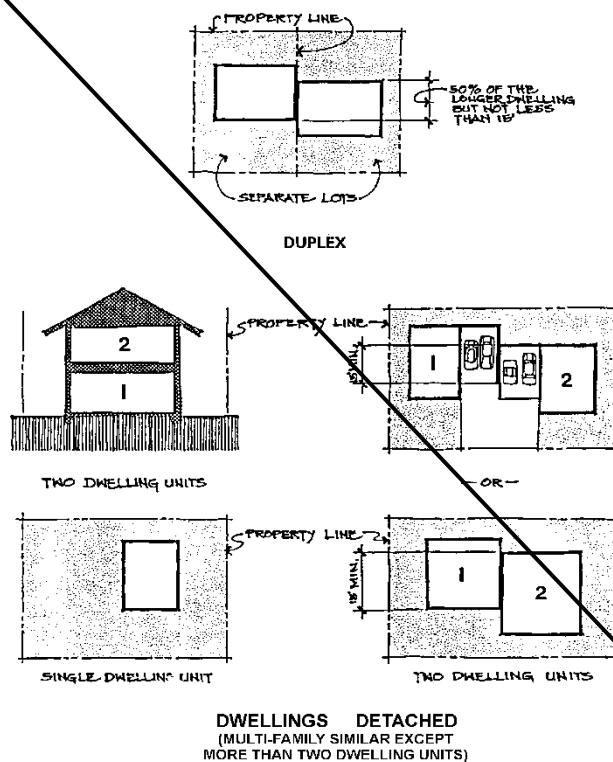 PROPERTY LINE
50% OF THE
LONGER DWELLING
BUT NOT LESS
THAN 15'
SEPARATE LOTS
DUPLEX
2
1
PROPERTY LINE
15' MIN.
1
2
TWO DWELLING UNITS
-OR-
PROPERTY LINE
15' MIN.
1
2
SINGLE DWELLIN' UNIT
TWO DWELLING UNITS
DWELLINGS DETACHED
(MULTI-FAMILY SIMILAR EXCEPT
MORE THAN TWO DWELLING UNITS)